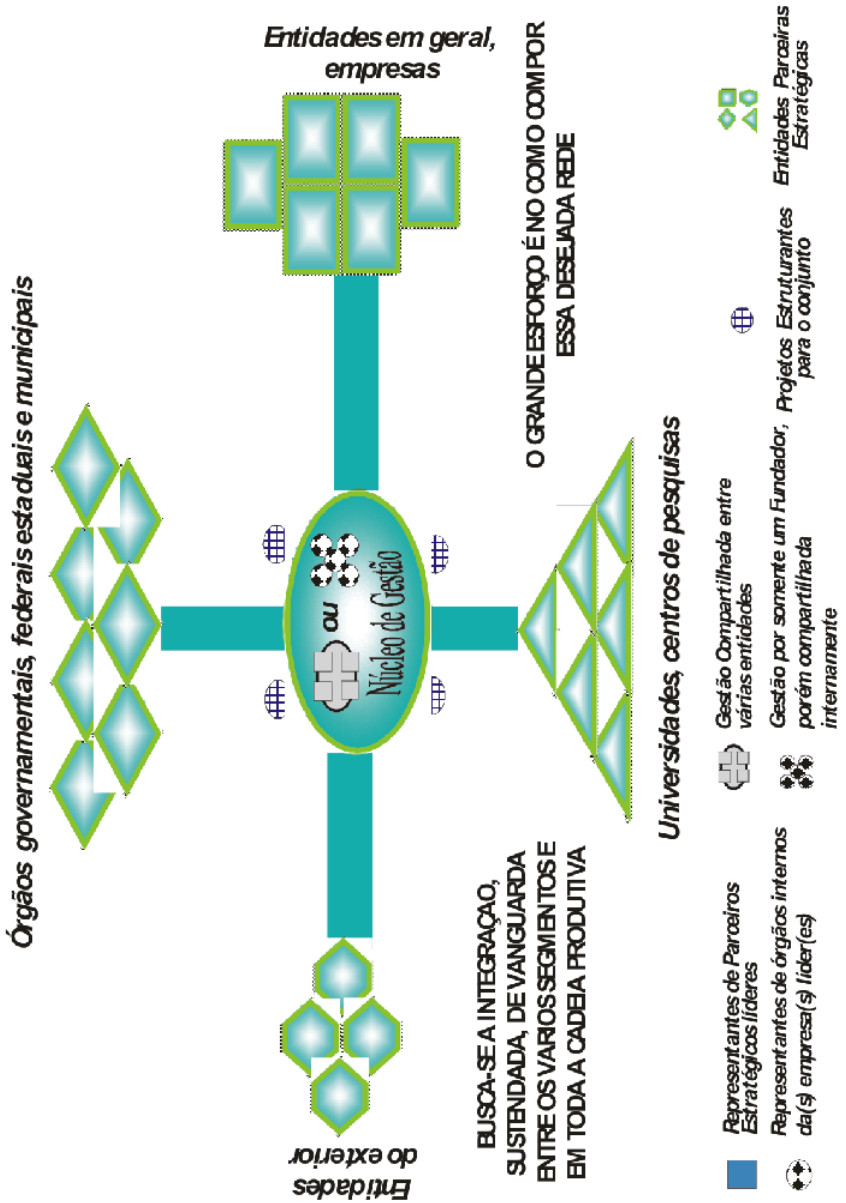 Órgãos governamentais, federais estaduais e municipais
Entidades
do exterior
Entidades em geral,
empresas
ou
Núcleo de Gestão
BUSCA-SE A INTEGRAÇAO,
SUSTENDADA, DE VANGUARDA
ENTRE OS VARIOS SEGMENTOS E
EM TODA A CADEIA PRODUTIVA
O GRANDE ESFORÇO É NO COMO COMPOR
ESSA DESEJADA REDE
Universidades, centros de pesquisas
Representantes de Parceiros
Estratégicos líderes
Representantes de órgãos internos
da(s) empresa(s) líder(es)
Gestão Compartilhada entre
várias entidades
Gestão por somente um Fundador,
porém compartilhada
internamente
Projetos Estruturantes
para o conjunto
Entidades Parceiras
Estratégicas